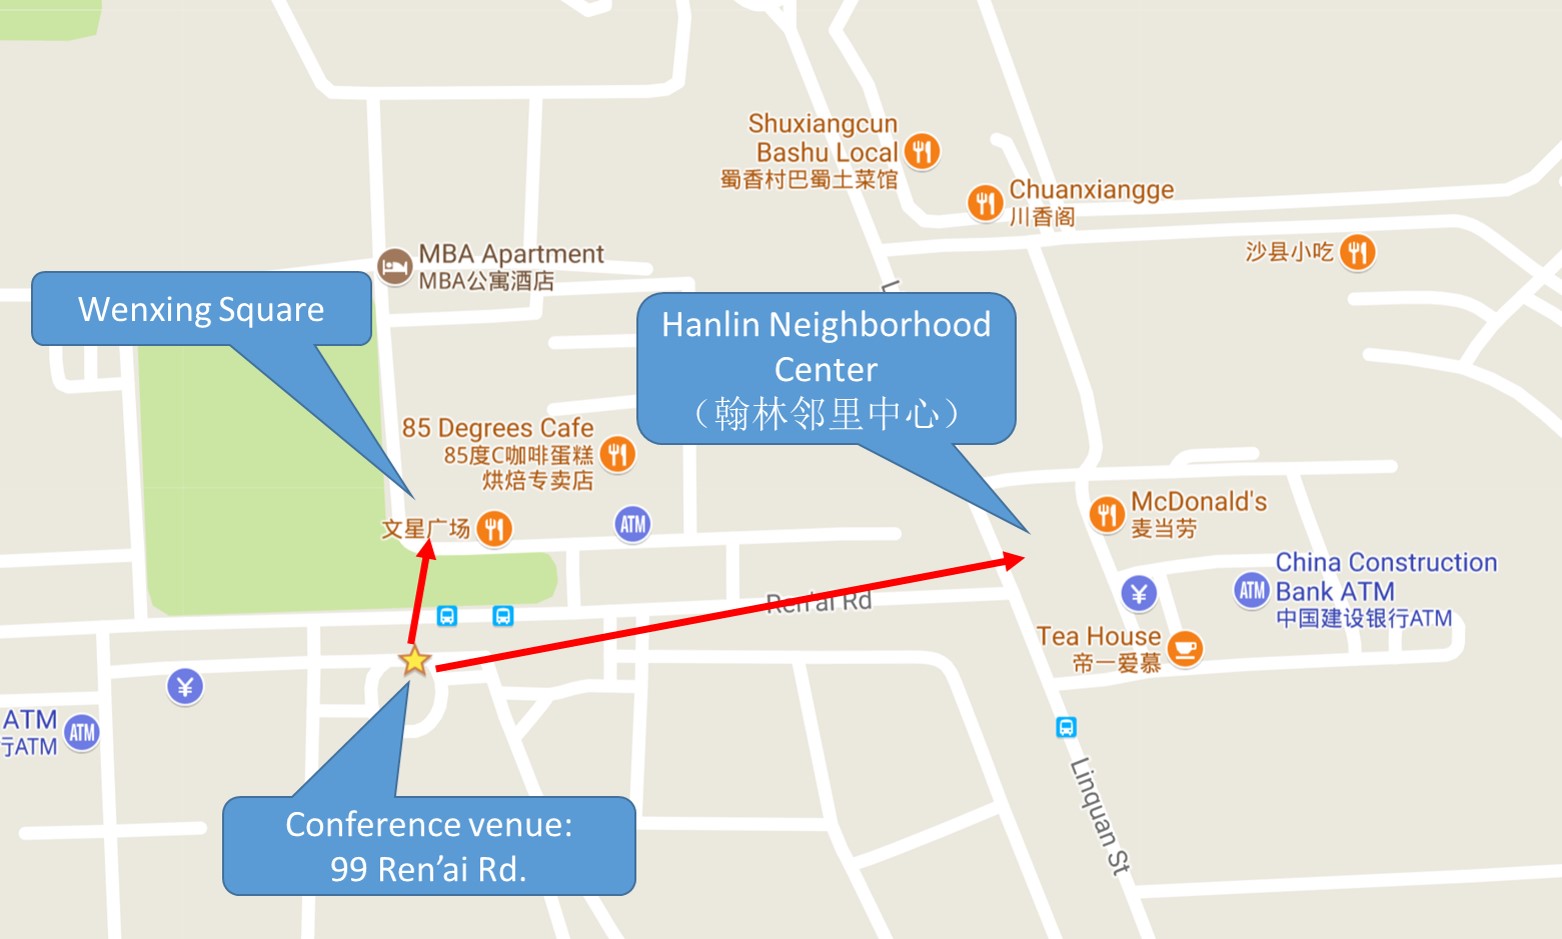 Shuxiangcun
Bashu Local
蜀香村巴蜀土菜馆
Chuanxiangge
川香阁
沙县小吃
MBA Apartment
MBA公寓酒店
Wenxing Square
Hanlin Neighborhood
Center
（翰林邻里中心）
85 Degrees Cafe
85度C咖啡蛋糕
烘焙专卖店
文星广场
ATM
McDonald's
麦当劳
China Construction
Bank ATM
中国建设银行ATM
ATM
¥
Ren'ai Rd
Tea House
帝一爱慕
¥
ATM
行ATM
ATM
Linquan St
Conference venue:
99 Ren’ai Rd.